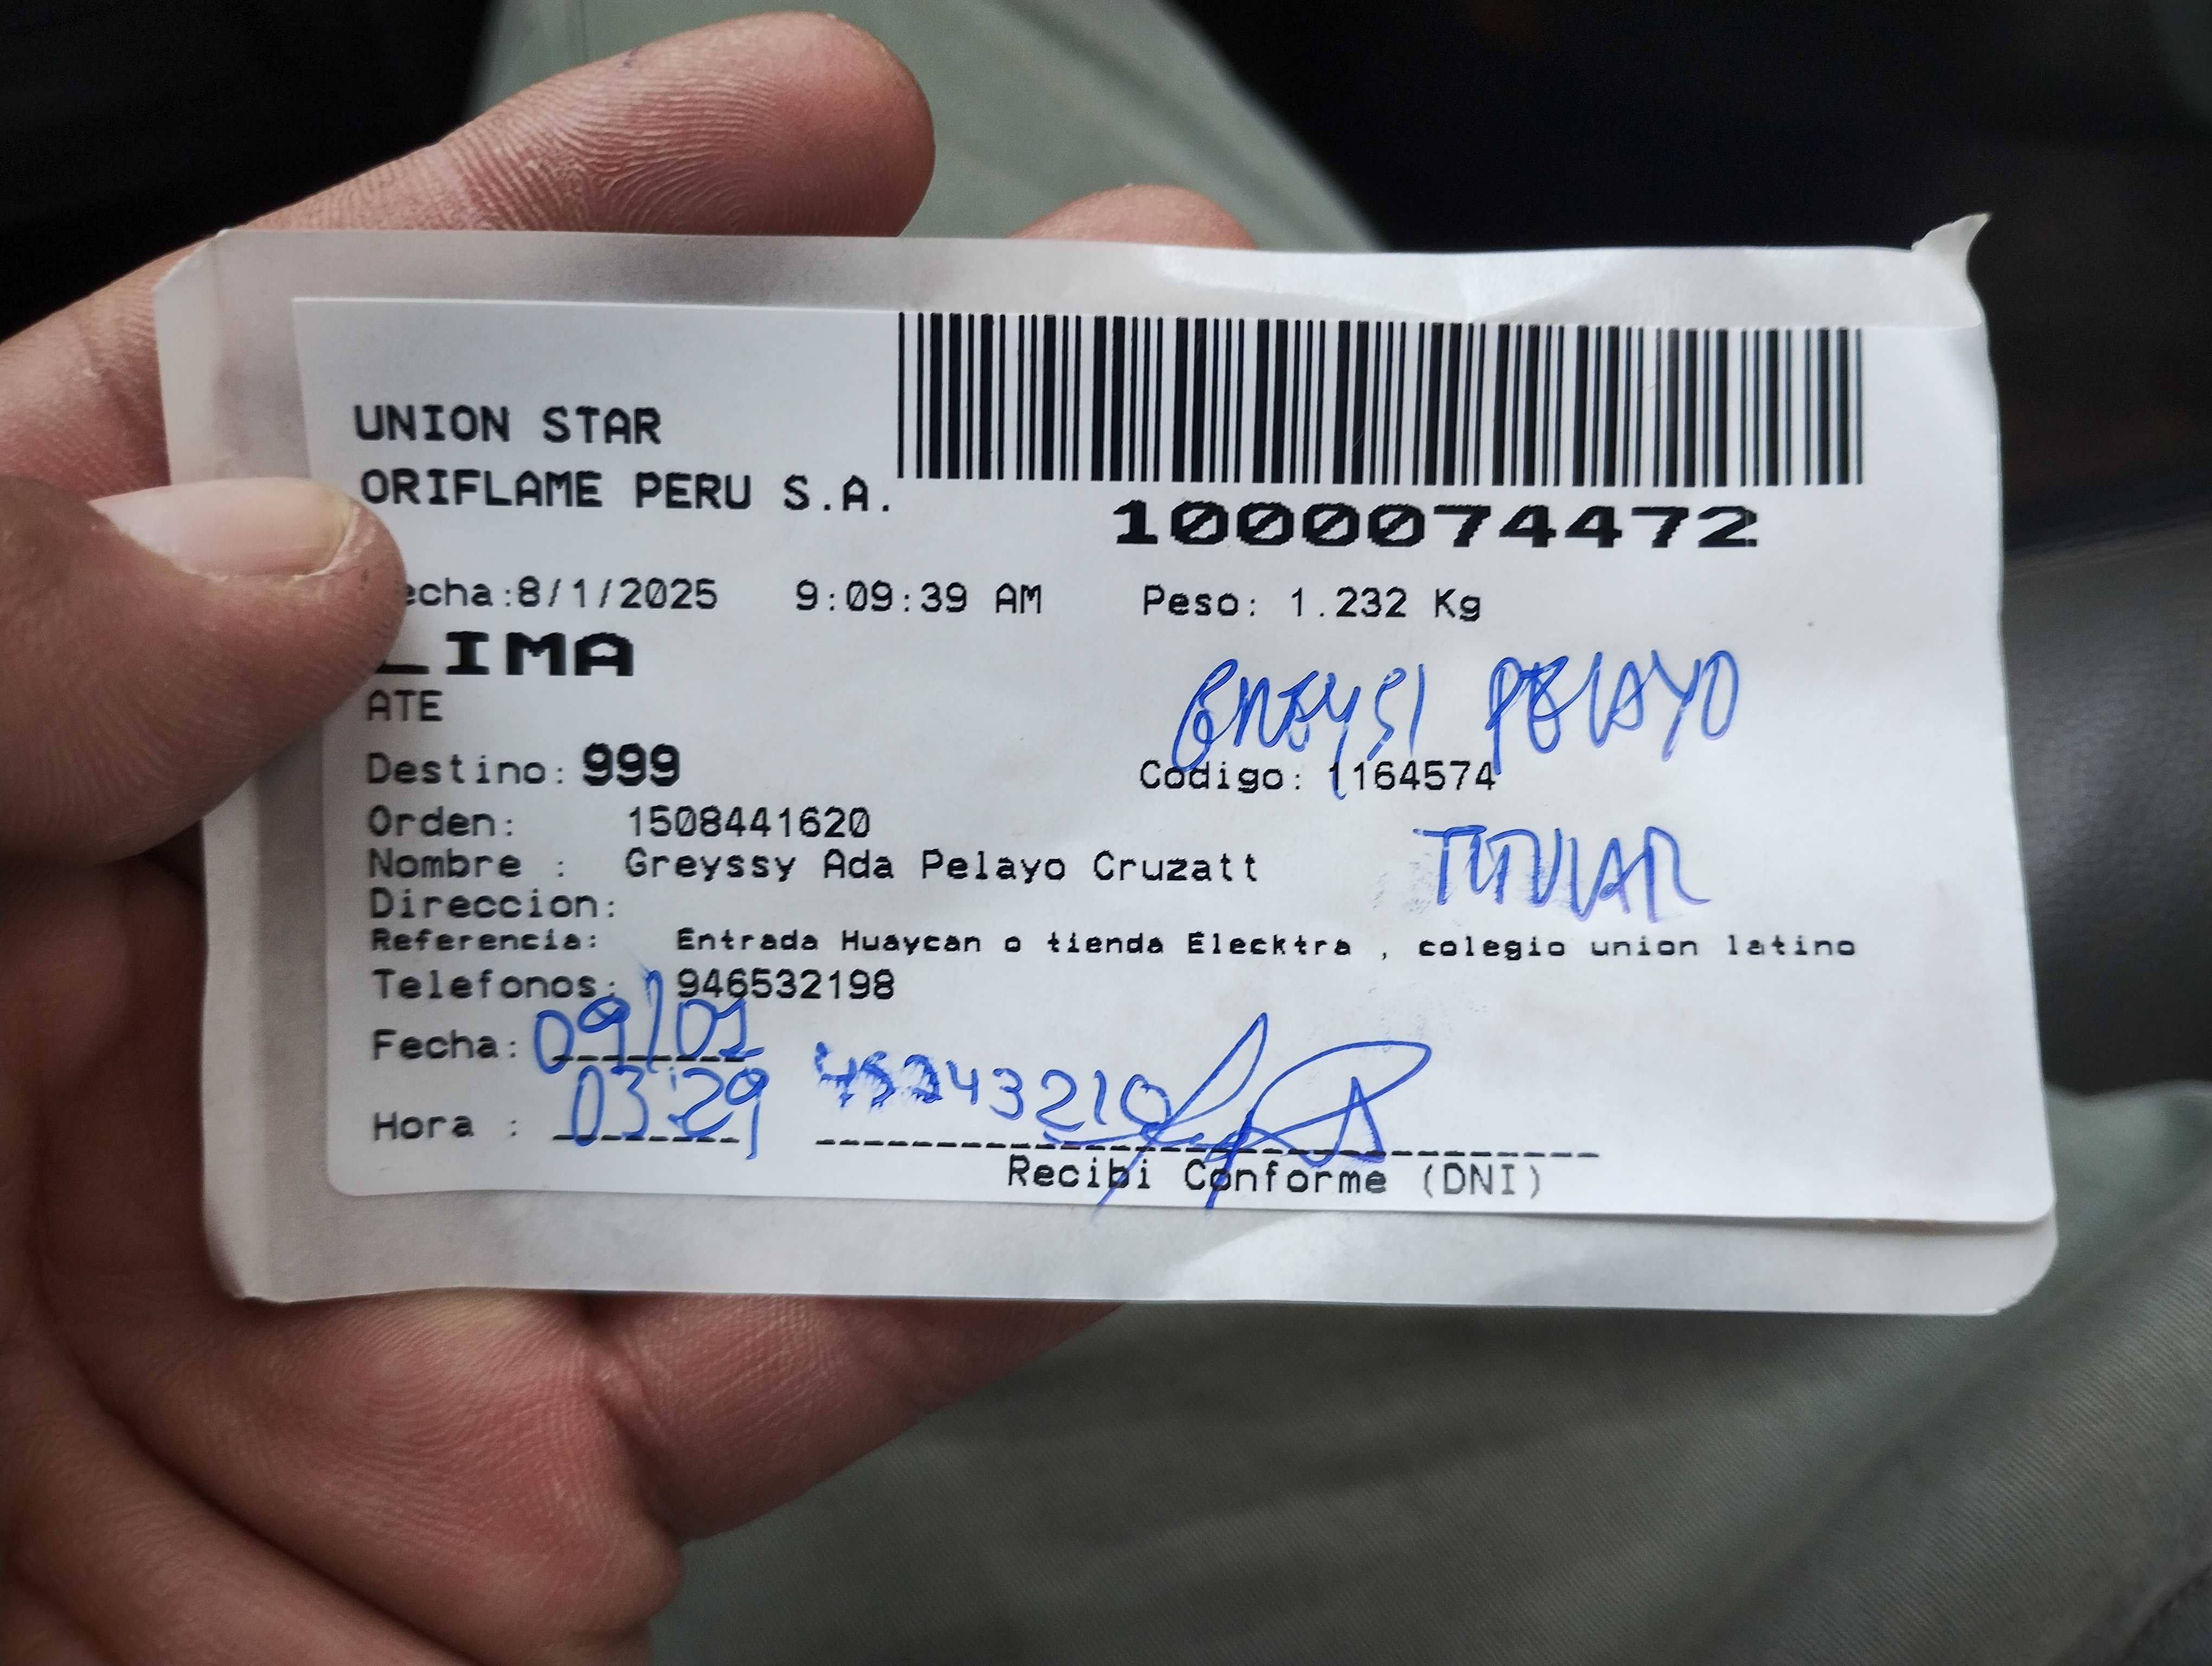 UNION STAR
ORIFLAME PERU S.A.
1000074472
echa:8/1/2025 9:09:39 AM Peso: 1.232 Kg
LIMA
ATE
GREYSI PELAYO
Destino: 999 Codigo: 1164574
Orden: 1508441620
TITULAR
Nombre : Greyssy Ada Pelayo Cruzatt
Direccion:
Referencia: Entrada Huaycan o tienda Elecktra , colegio union latino
Telefonos: 946532198
Fecha: 09/01
Hora : 03:29
Recibi Conforme (DNI)